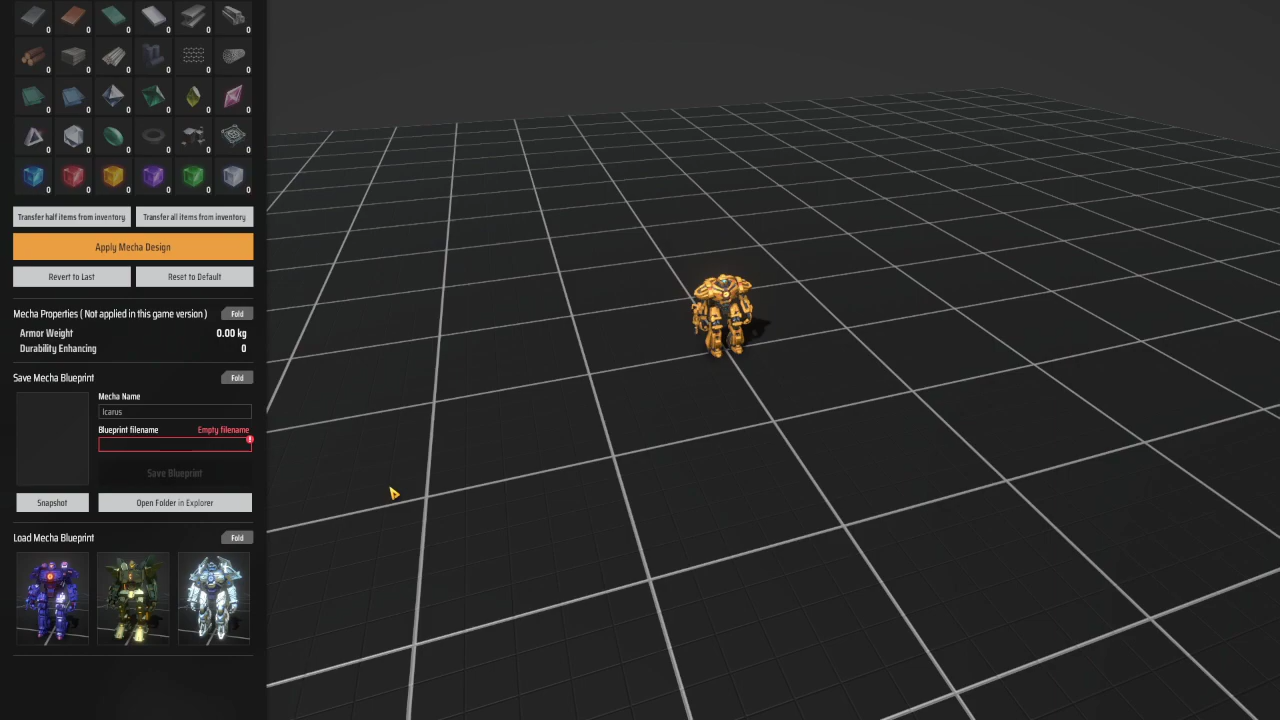 0 0 0 0 0 0
0 0 0 0 0 0
0 0 0 0 0 0
0 0 0 0 0 0
0 0 0 0 0 0
Transfer half items from inventory Transfer all items from inventory
Apply Mecha Design
Revert to Last Reset to Default
Mecha Properties ( Not applied in this game version ) Fold
Armor Weight 0.00 kg
Durability Enhancing 0
Save Mecha Blueprint Fold
Mecha Name
Icarus
Blueprint filename Empty filename
!
Save Blueprint
Snapshot Open Folder in Explorer
Load Mecha Blueprint Fold